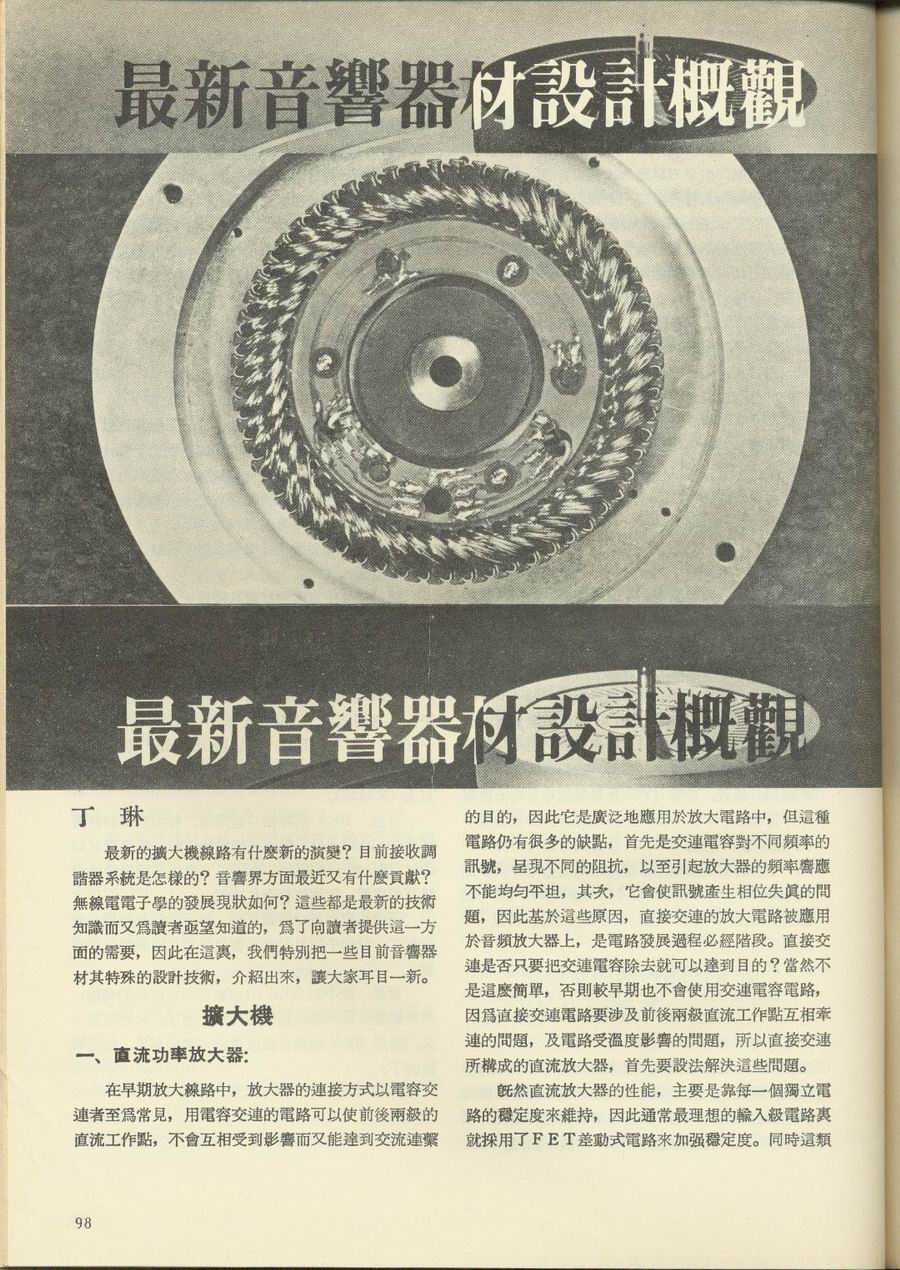 最新音響器材設計概觀
最新音響器材設計概觀
丁 琳
最新的擴大機線路有什麼新的演變？目前接收調
諧器系統是怎樣的？音響界方面最近又有什麼貢獻？
無線電電子學的發展現狀如何？這些都是最新的技術
知識而又爲讀者亟望知道的，爲了向讀者提供這一方
面的需要，因此在這裏，我們特別把一些目前音響器
材其特殊的設計技術，介紹出來，讓大家耳目一新。
擴大機
一、直流功率放大器：
在早期放大線路中，放大器的連接方式以電容交
連者至爲常見，用電容交連的電路可以使前後兩級的
直流工作點，不會互相受到影響而又能達到交流連繫
的目的，因此它是廣泛地應用於放大電路中，但這種
電路仍有很多的缺點，首先是交連電容對不同頻率的
訊號，呈現不同的阻抗，以至引起放大器的頻率響應
不能均勻平坦，其次，它會使訊號產生相位失眞的問
題，因此基於這些原因，直接交連的放大電路被應用
於音頻放大器上，是電路發展過程必經階段。直接交
連是否只要把交連電容除去就可以達到目的？當然不
是這麼簡單，否則較早期也不會使用交連電容電路，
因爲直接交連電路要涉及前後兩級直流工作點互相牽
連的問題，及電路受溫度影響的問題，所以直接交連
所構成的直流放大器，首先要設法解決這些問題。
旣然直流放大器的性能，主要是靠每一個獨立電
路的穩定度來維持，因此通常最理想的輸入級電路裏
就採用了FET差動式電路來加强穩定度。同時這類
98